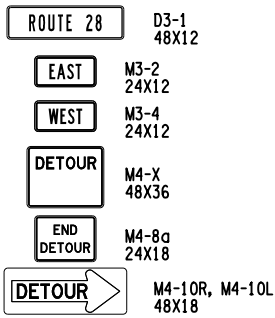 ROUTE 28 D3-1
48X12
EAST M3-2
24X12
WEST M3-4
24X12
DETOUR
M4-X
48X36
END
DETOUR
M4-8a
24X18
DETOUR M4-10R, M4-10L
48X18